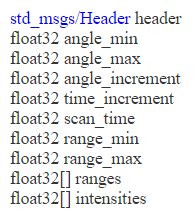 std_msgs/Header header
float32 angle_min
float32 angle_max
float32 angle_increment
float32 time_increment
float32 scan_time
float32 range_min
float32 range_max
float32[] ranges
float32[] intensities